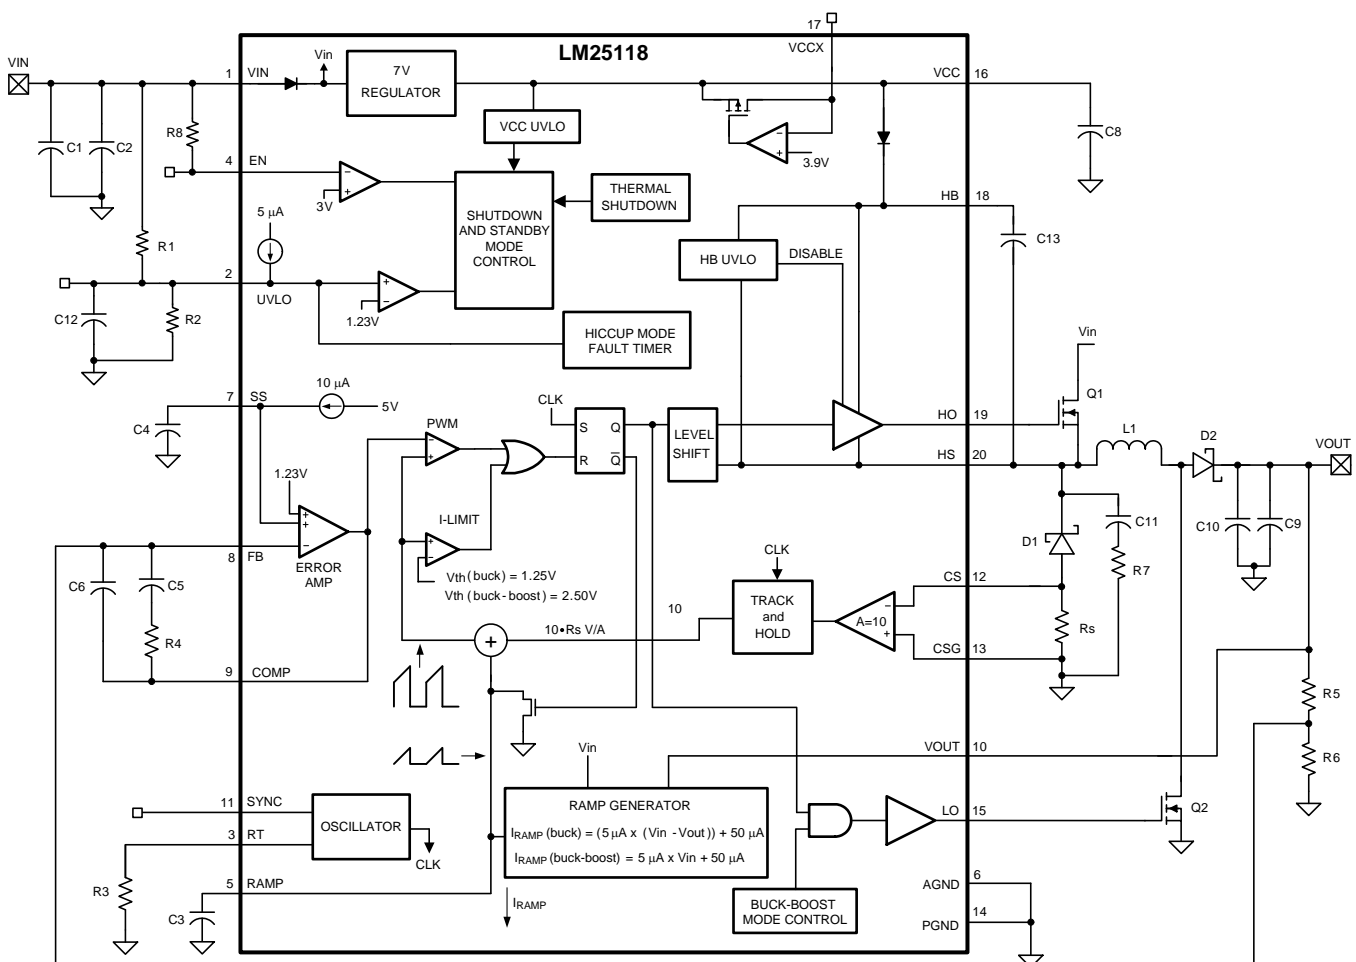 17
VCCX
LM25118
VIN
1
VIN
Vin
7V
REGULATOR
VCC
16
C1
C2
R8
VCC UVLO
3.9V
C8
4
EN
3V
THERMAL
SHUTDOWN
HB
18
5 μA
SHUTDOWN
AND STANDBY
MODE
CONTROL
C13
R1
HB UVLO
DISABLE
2
UVLO
1.23V
C12
R2
HICCUP MODE
FAULT TIMER
Vin
7
SS
10 μA
5V
CLK
Q1
C4
PWM
S
Q
R
Q
LEVEL
SHIFT
HO
19
HS
20
L1
D2
VOUT
1.23V
I-LIMIT
C11
C10
C9
8
FB
ERROR
AMP
D1
R7
C6
C5
Vth (buck) = 1.25V
Vth (buck-boost) = 2.50V
CLK
CS
12
R4
10
10•Rs V/A
TRACK
and
HOLD
A=10
Rs
CSG
13
9
COMP
R5
Vin
VOUT
10
R6
11
SYNC
OSCILLATOR
RAMP GENERATOR
IRAMP (buck) = (5 μA x (Vin - Vout)) + 50 μA
IRAMP (buck-boost) = 5 μA x Vin + 50 μA
LO
15
Q2
3
RT
CLK
R3
5
RAMP
C3
IRAMP
BUCK-BOOST
MODE CONTROL
AGND
6
PGND
14